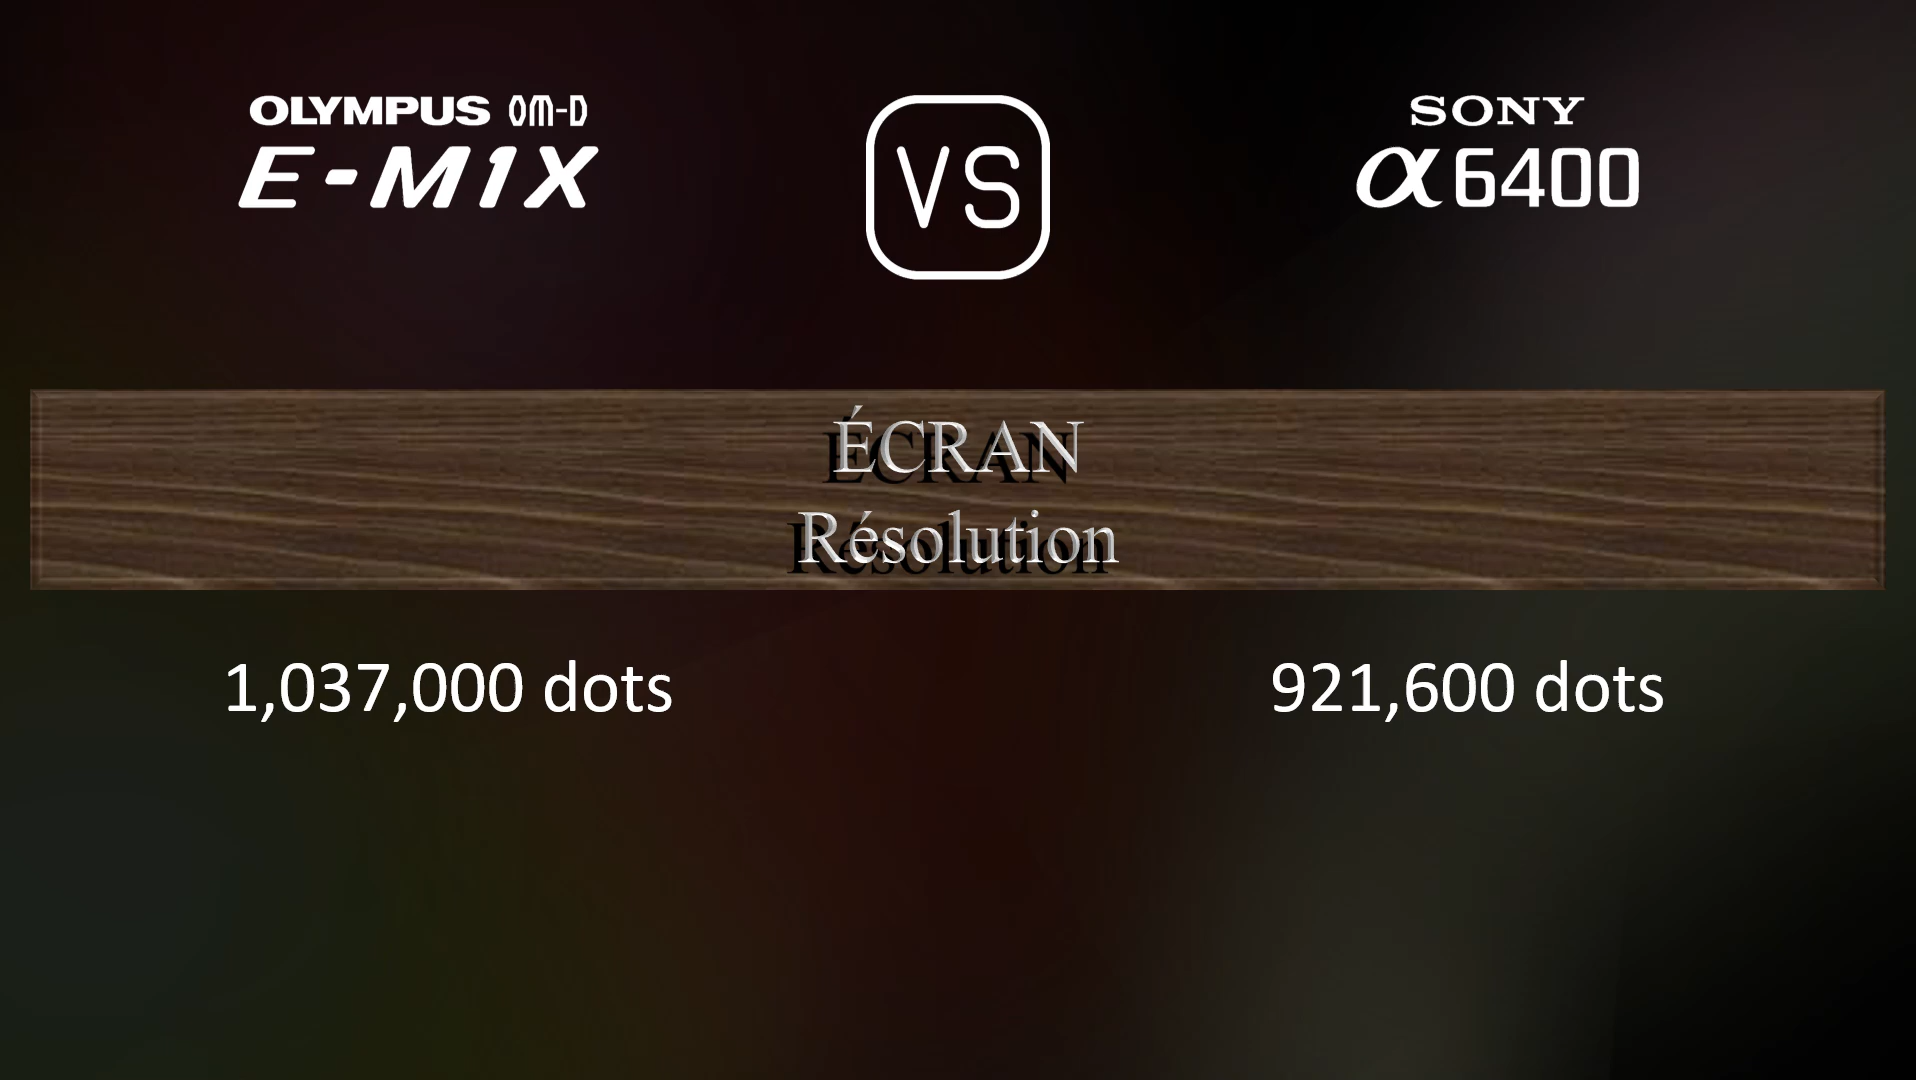 OLYMPUS OM-D
E-M1X
VS
SONY
α6400
ÉCRAN
Résolution
1,037,000 dots
921,600 dots